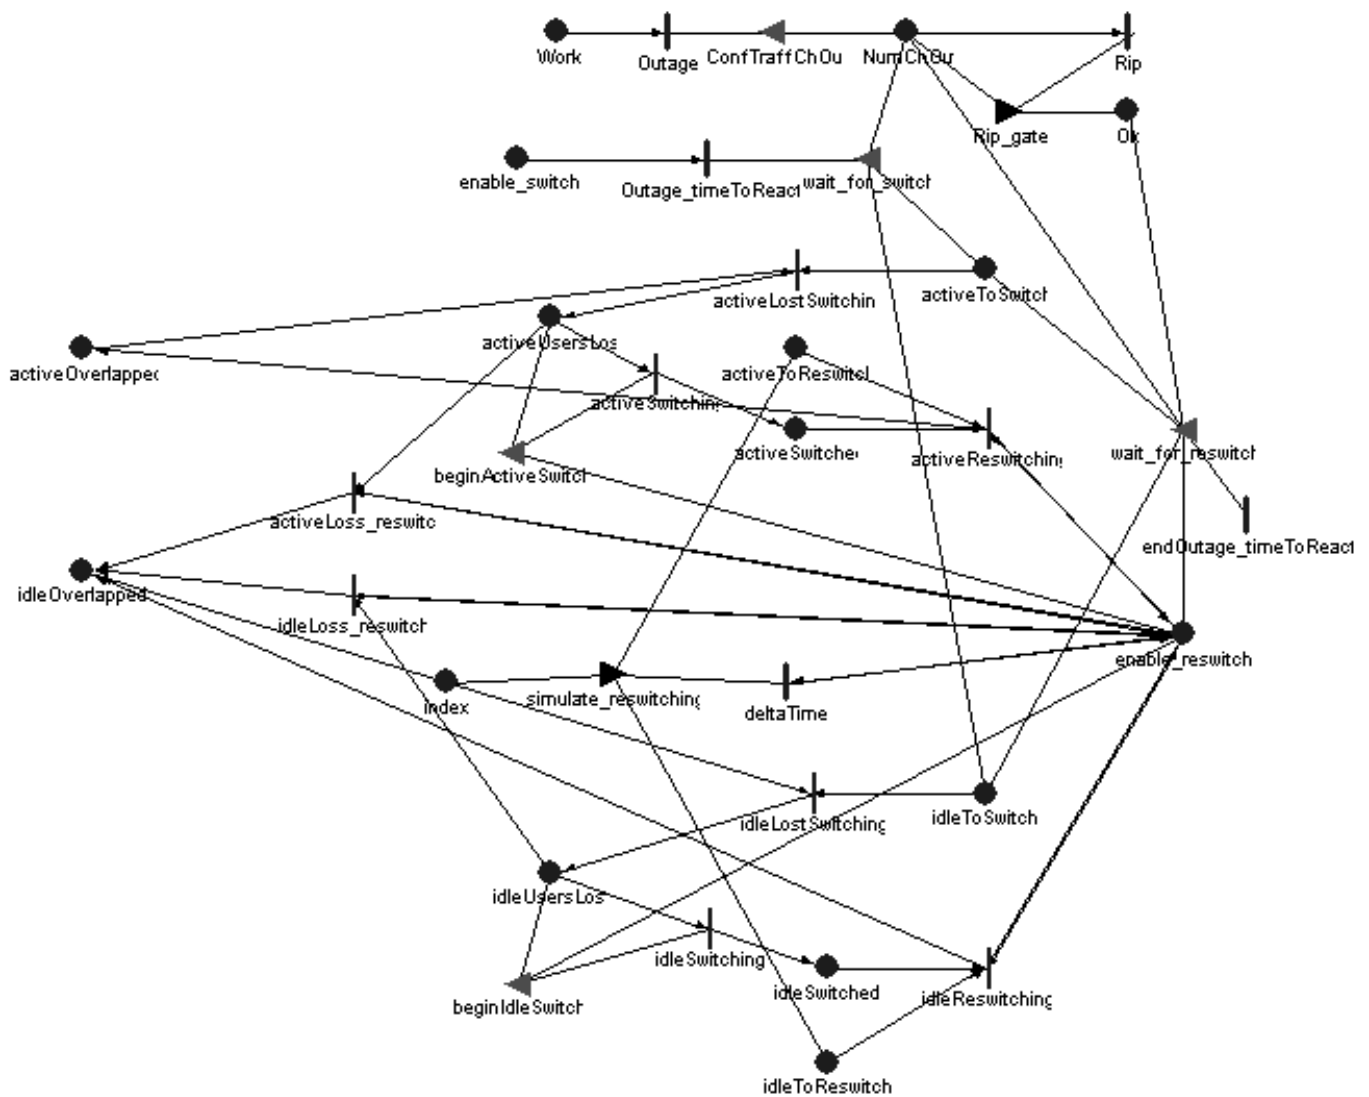 Work
Outage
ConfTraffChOu
NumChOu
Rip
Rip_gate
Ok
enable_switch
Outage_timeToReact
wait_for_switch
activeLostSwitchin
activeToSwitch
activeUsersLos
activeOverlapped
activeToReswitch
activeSwitching
activeSwitche
activeReswitching
wait_for_reswitch
beginActiveSwitch
activeLoss_reswitc
endOutage_timeToReact
idleOverlapped
idleLoss_reswitch
enable_reswitch
index
simulate_reswitching
deltaTime
idleLostSwitching
idleToSwitch
idleUsersLos
idleSwitching
idleSwitched
idleReswitching
beginIdleSwitch
idleToReswitch